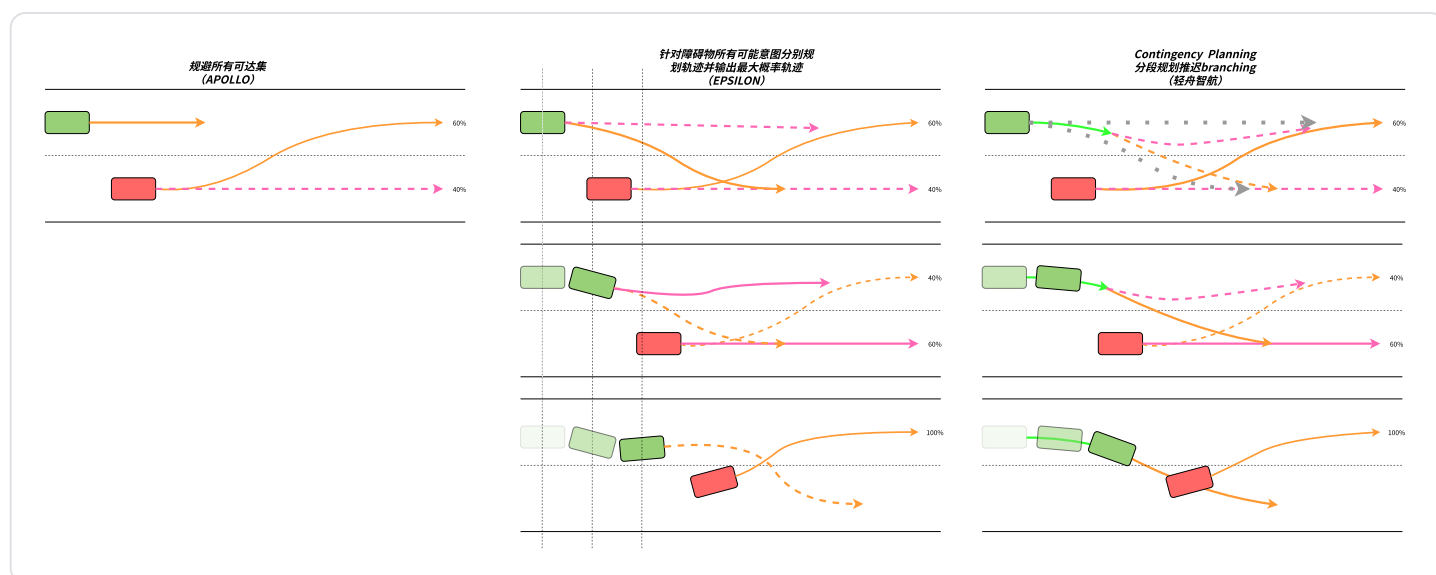 规避所有可达集
（APOLLO）
60%
40%
针对障碍物所有可能意图分别规
划轨迹并输出最大概率轨迹
（EPSILON）
60%
40%
40%
60%
100%
Contingency Planning
分段规划推迟branching
（轻舟智航）
60%
40%
40%
60%
100%